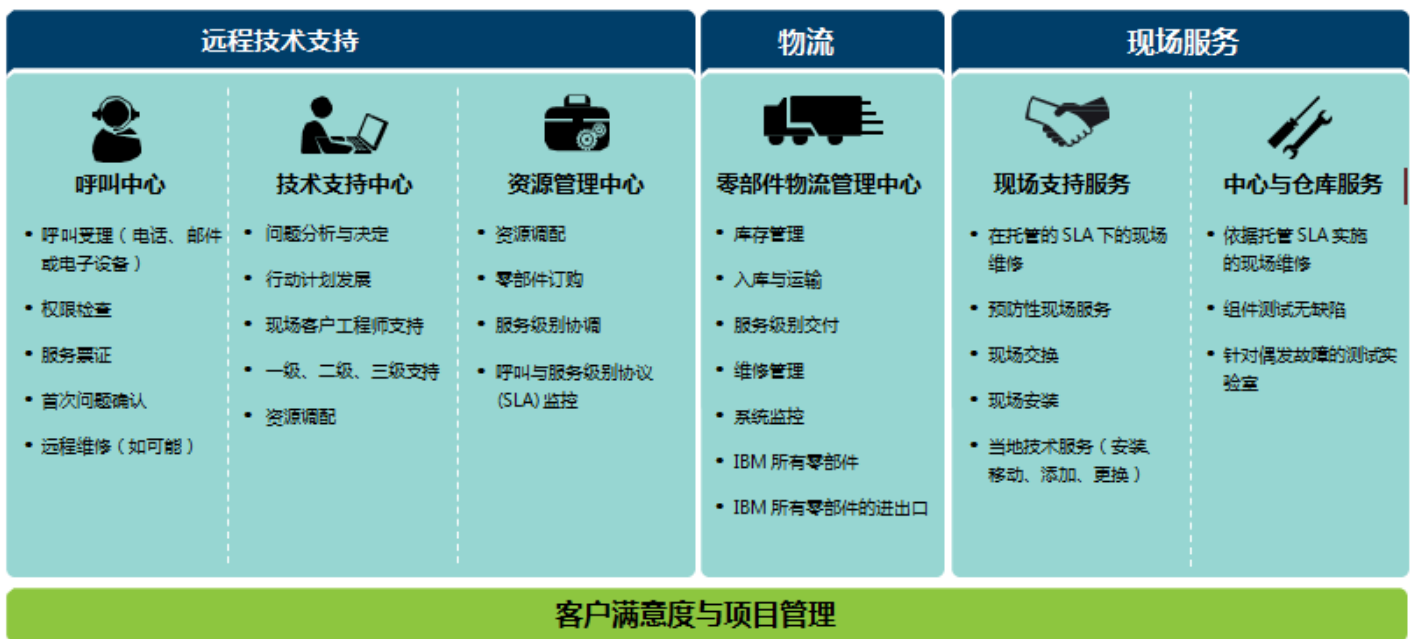 远程技术支持
物流
现场服务
呼叫中心
• 呼叫受理（电话、邮件
或电子设备）
• 权限检查
• 服务票证
• 首次问题确认
• 远程维修（如可能）
技术支持中心
• 问题分析与决定
• 行动计划发展
• 现场客户工程师支持
• 一级、二级、三级支持
• 资源调配
资源管理中心
• 资源调配
• 零部件订购
• 服务级别协调
• 呼叫与服务级别协议
(SLA) 监控
零部件物流管理中心
• 库存管理
• 入库与运输
• 服务级别交付
• 维修管理
• 系统监控
• IBM 所有零部件
• IBM 所有零部件的进出口
现场支持服务
• 在托管的 SLA 下的现场
维修
• 预防性现场服务
• 现场交换
• 现场安装
• 当地技术服务（安装、
移动、添加、更换）
中心与仓库服务
• 依据托管 SLA 实施
的现场维修
• 组件测试无缺陷
• 针对偶发故障的测试实
验室
客户满意度与项目管理